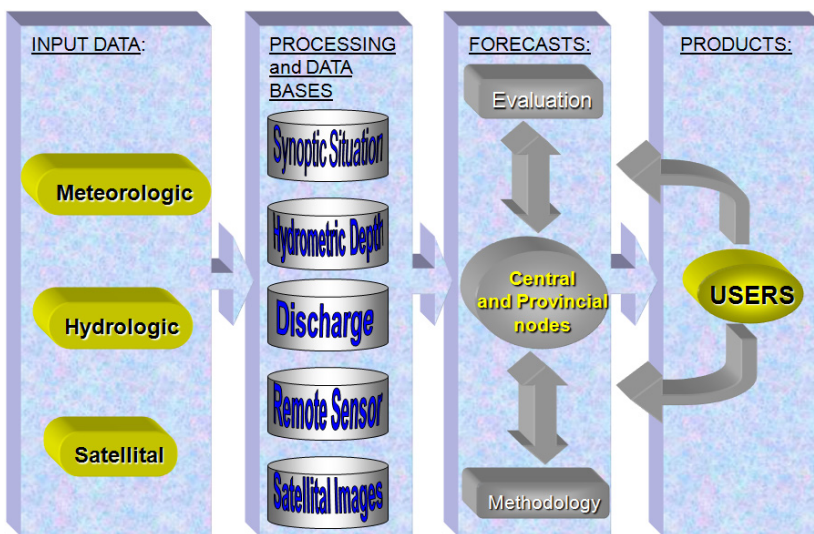 INPUT DATA:
Meteorologic
Hydrologic
Satellital
PROCESSING
and DATA
BASES
Synoptic Situation
Hydrometric Depth
Discharge
Remote Sensor
Satellital Images
FORECASTS:
Evaluation
Central
and Provincial
nodes
Methodology
PRODUCTS:
USERS